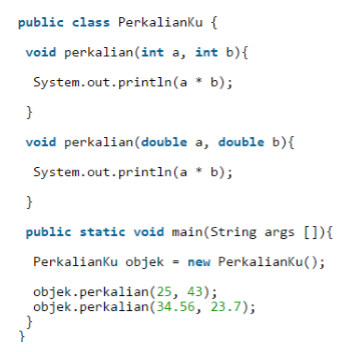 public class PerkalianKu {
void perkalian(int a, int b){
System.out.println(a * b);
}
void perkalian(double a, double b){
System.out.println(a * b);
}
public static void main(String args []){
PerkalianKu objek = new PerkalianKu();
objek.perkalian(25, 43);
objek.perkalian(34.56, 23.7);
}
}